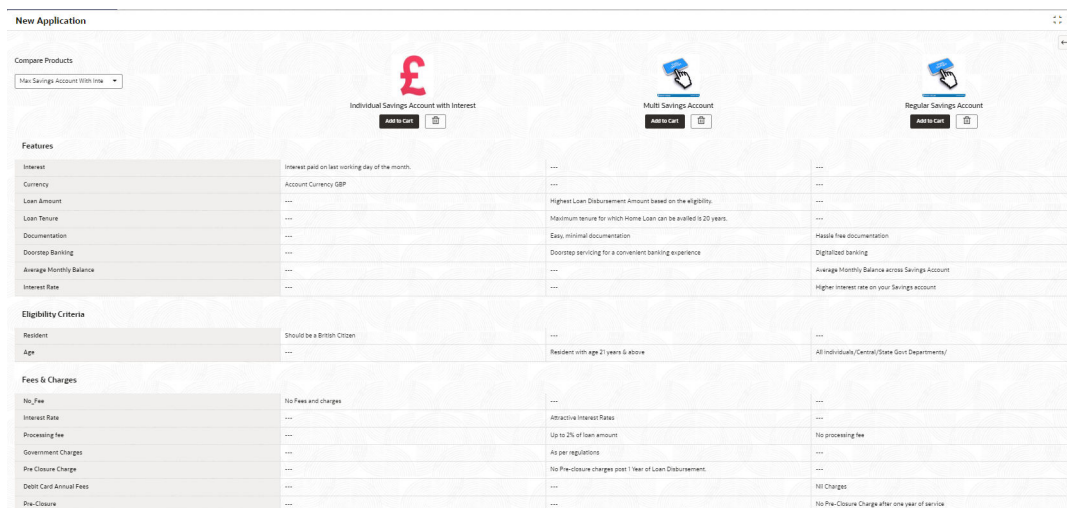 New Application
Compare Products
Max Savings Account With Inte
£
Individual Savings Account with Interest
Multi Savings Account
Regular Savings Account
Add to Cart
Add to Cart
Add to Cart
Features
Interest Interest paid on last working day of the month. --- ---
Currency Account Currency GBP --- ---
Loan Amount --- Highest Loan Disbursement Amount based on the eligibility. ---
Loan Tenure --- Maximum tenure for which Home Loan can be availed is 20 years. ---
Documentation --- Easy, minimal documentation Hassle free documentation
Doorstep Banking --- Doorstep servicing for a convenient banking experience Digitalized banking
Average Monthly Balance --- --- Average Monthly Balance across Savings Account
Interest Rate --- --- Higher interest rate on your Savings account
Eligibility Criteria
Resident Should be a British Citizen --- ---
Age --- Resident with age 21 years & above All Individuals/Central/State Govt Departments/
Fees & Charges
No_Fee No Fees and charges --- ---
Interest Rate --- Attractive Interest Rates ---
Processing fee --- Up to 2% of loan amount No processing fee
Government Charges --- As per regulations ---
Pre Closure Charge --- No Pre-closure charges post 1 Year of Loan Disbursement. ---
Debit Card Annual Fees --- --- Nil Charges
Pre-Closure --- --- No Pre-Closure Charge after one year of service